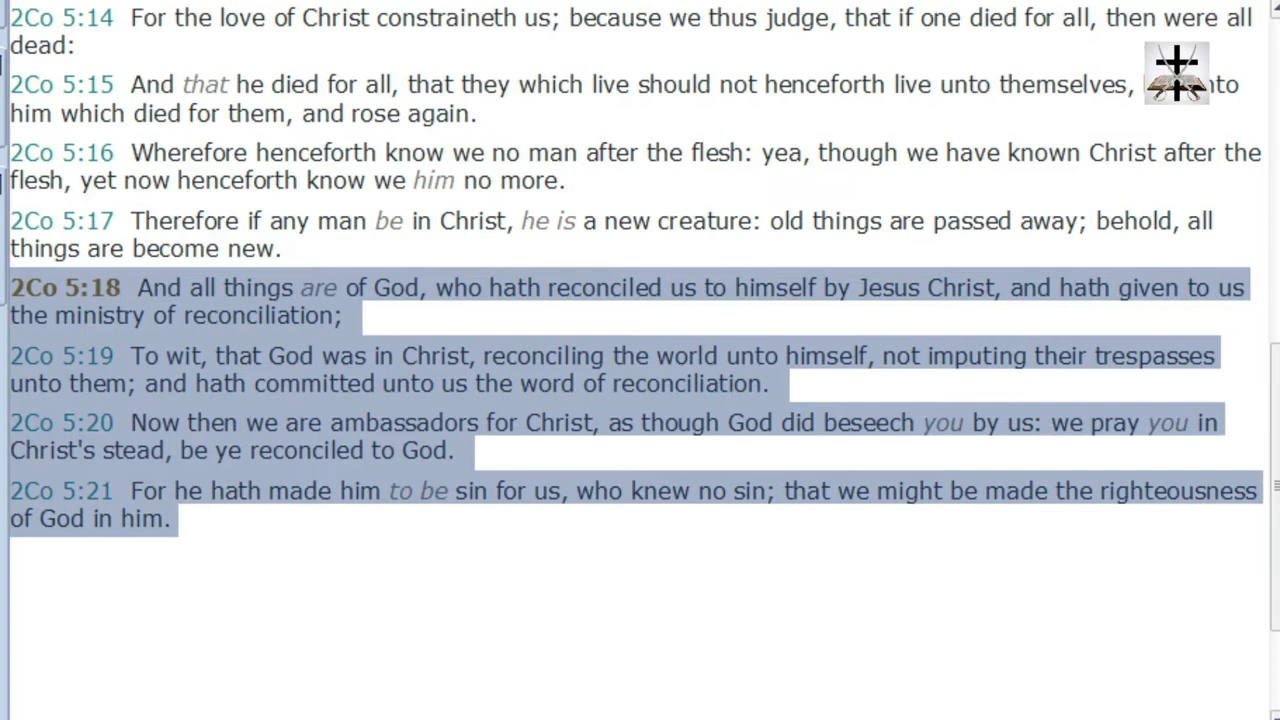 2Co 5:14 For the love of Christ constraineth us; because we thus judge, that if one died for all, then were all
dead:
2Co 5:15 And that he died for all, that they which live should not henceforth live unto themselves,
him which died for them, and rose again.
2Co 5:16 Wherefore henceforth know we no man after the flesh: yea, though we have known Christ after the
flesh, yet now henceforth know we him no more.
2Co 5:17 Therefore if any man be in Christ, he is a new creature: old things are passed away; behold, all
things are become new.
2Co 5:18 And all things are of God, who hath reconciled us to himself by Jesus Christ, and hath given to us
the ministry of reconciliation;
2Co 5:19 To wit, that God was in Christ, reconciling the world unto himself, not imputing their trespasses
unto them; and hath committed unto us the word of reconciliation.
2Co 5:20 Now then we are ambassadors for Christ, as though God did beseech you by us: we pray you in
Christ's stead, be ye reconciled to God.
2Co 5:21 For he hath made him to be sin for us, who knew no sin; that we might be made the righteousness
of God in him.